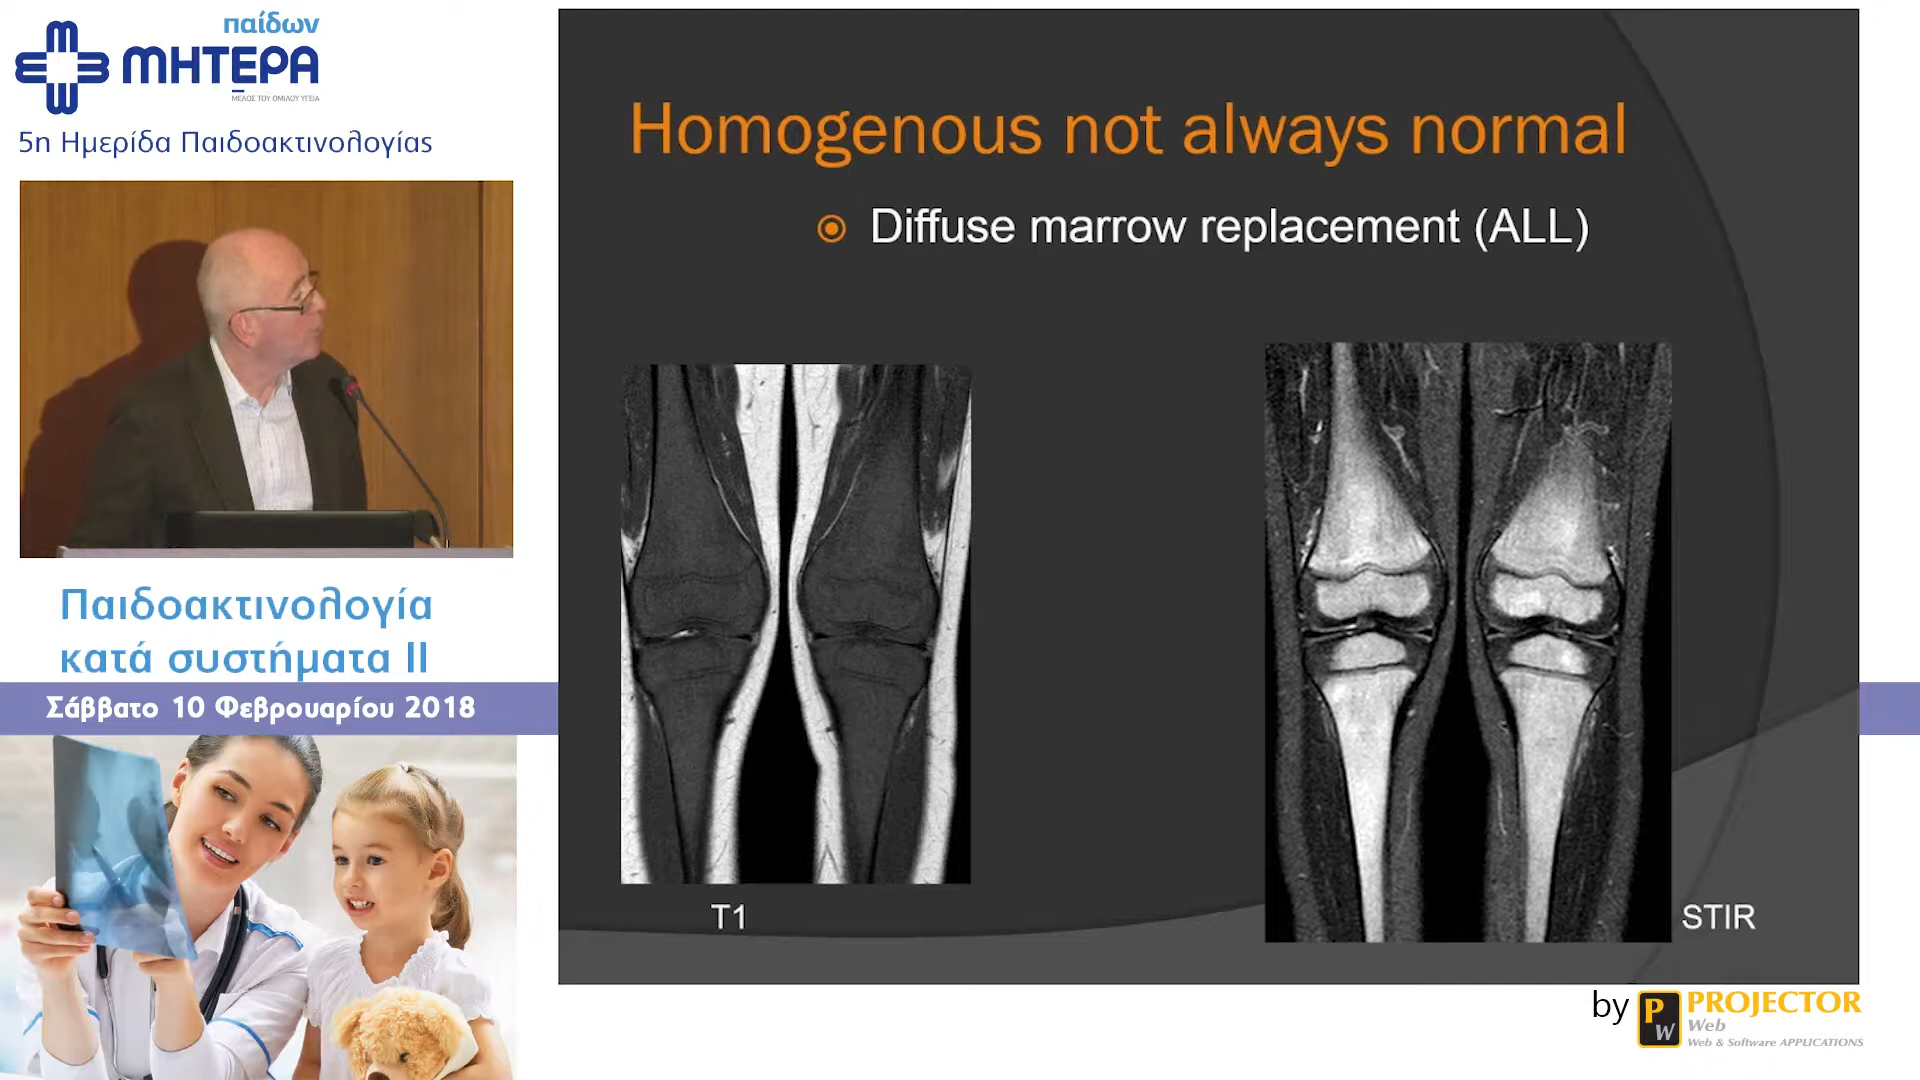 παίδων
ΜΗΤΕΡΑ
ΜΕΛΟΣ ΤΟΥ ΟΜΙΛΟΥ ΥΓΕΙΑ
5η Ημερίδα Παιδοακτινολογίας
Παιδοακτινολογία
κατά συστήματα ΙΙ
Σάββατο 10 Φεβρουαρίου 2018
Homogenous not always normal
Diffuse marrow replacement (ALL)
T1
STIR
by PW PROJECTOR
Web
Web & Software APPLICATIONS